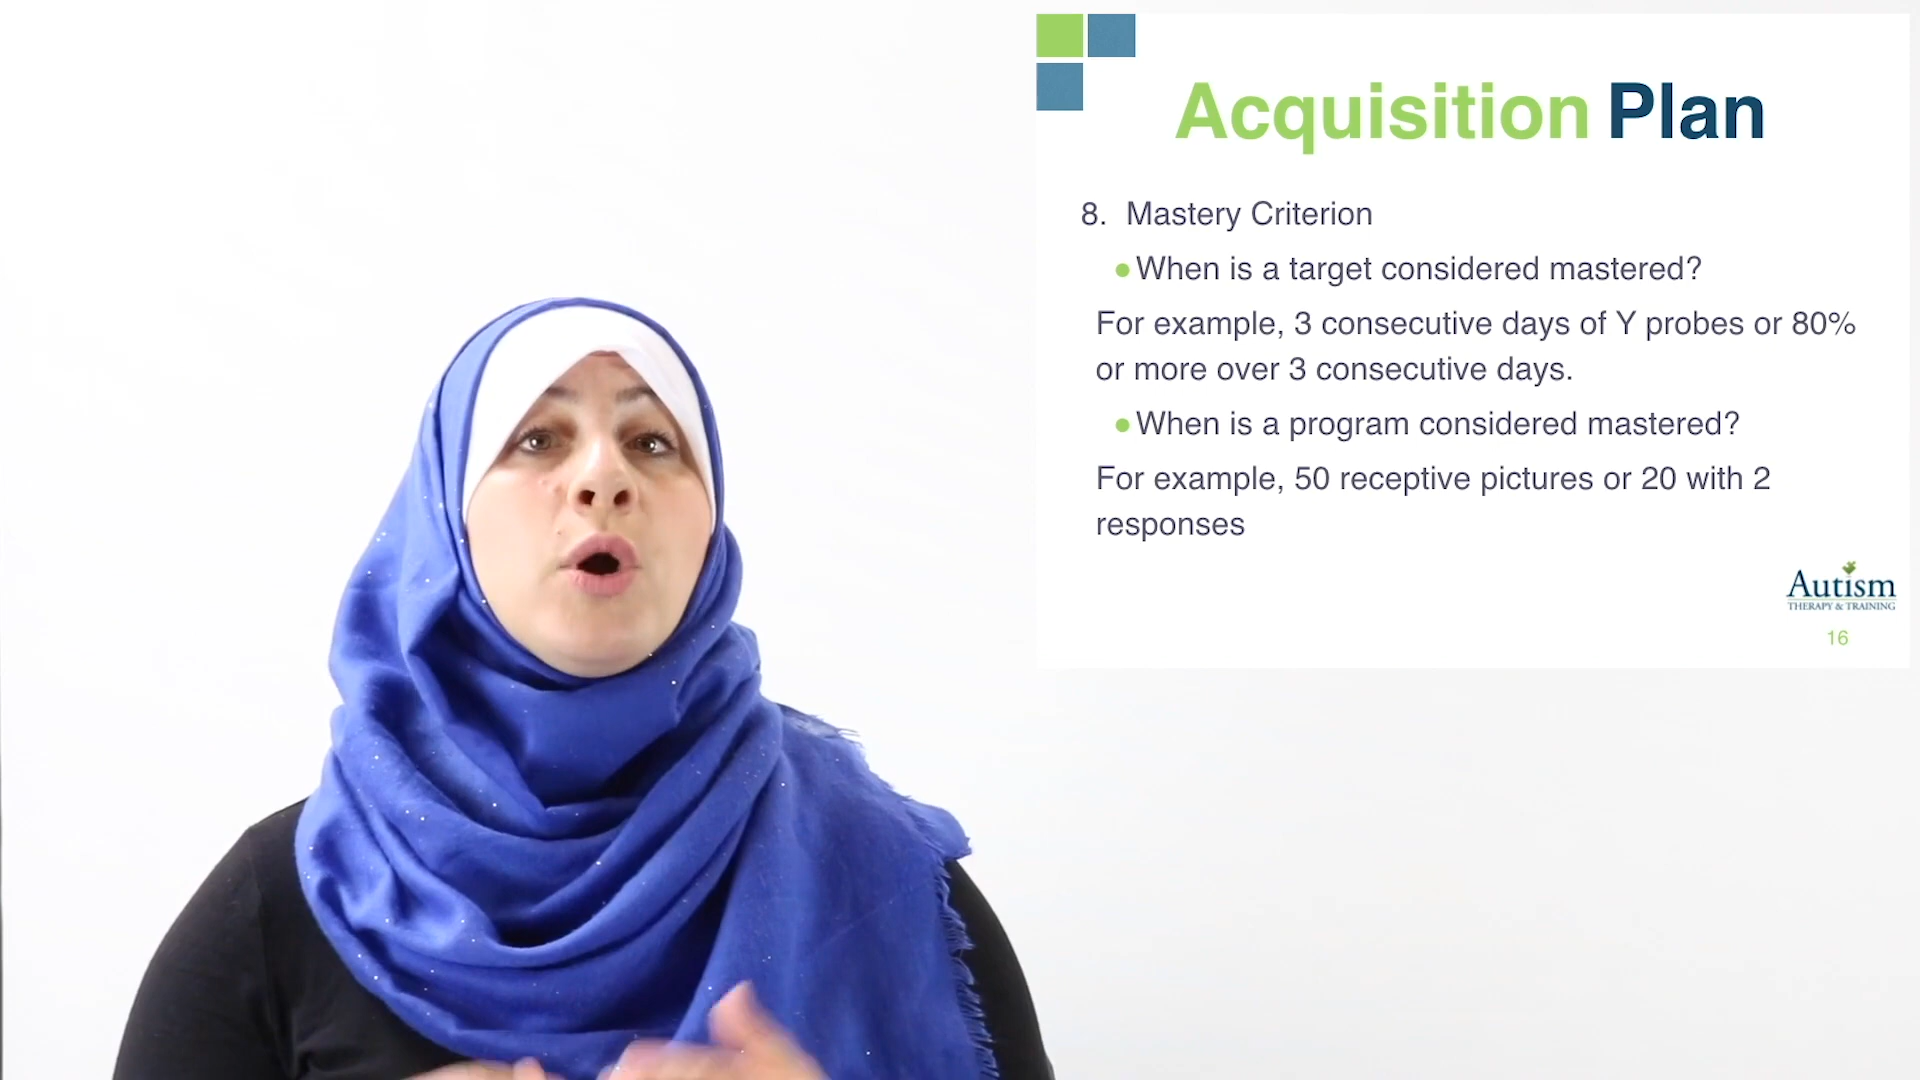 Acquisition Plan
8. Mastery Criterion
●When is a target considered mastered?
For example, 3 consecutive days of Y probes or 80%
or more over 3 consecutive days.
●When is a program considered mastered?
For example, 50 receptive pictures or 20 with 2
responses
Autism
THERAPY & TRAINING
16